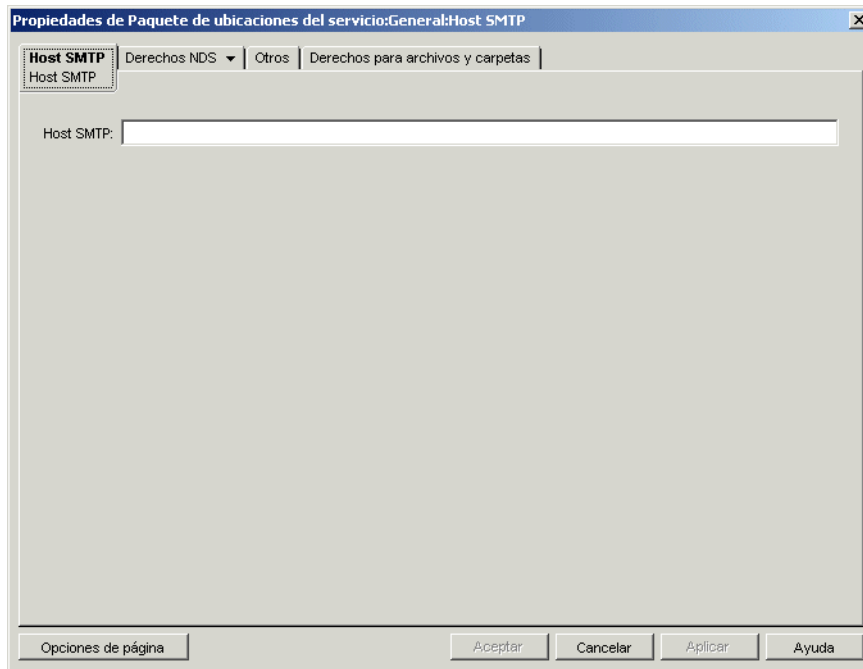 Propiedades de Paquete de ubicaciones del servicio:General:Host SMTP
Host SMTP Derechos NDS Otros Derechos para archivos y carpetas
Host SMTP
Host SMTP:
Opciones de página Aceptar Cancelar Aplicar Ayuda